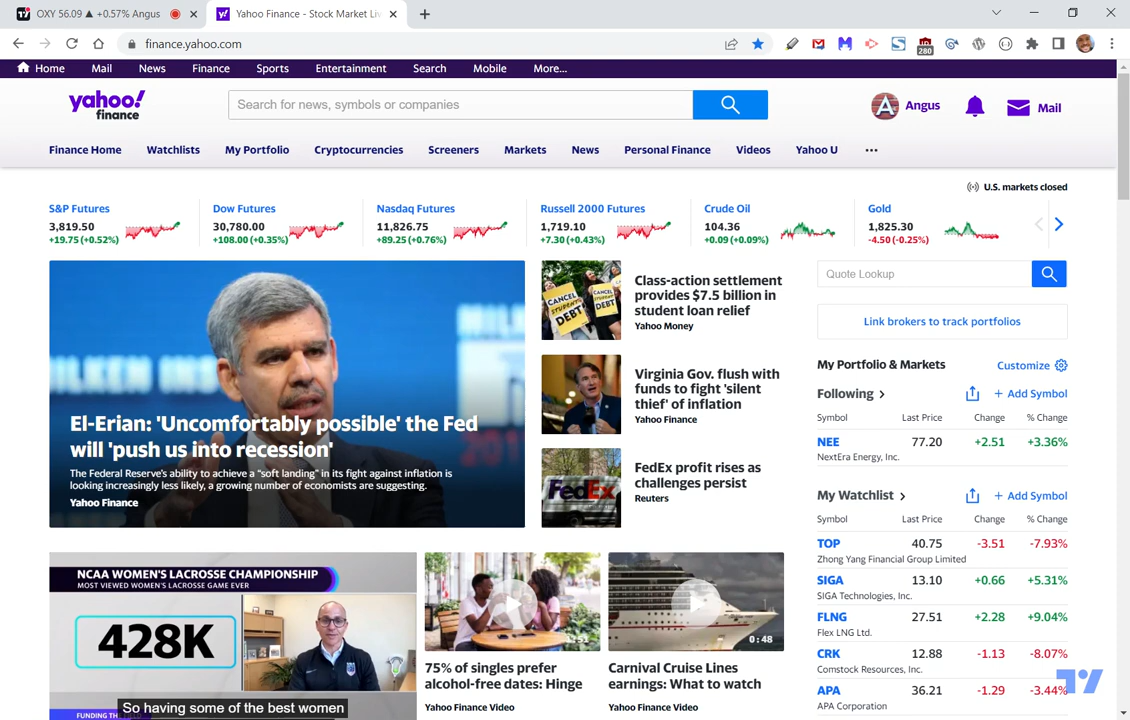 OXY 56.09 ▲ +0.57% Angus
Yahoo Finance - Stock Market Li
finance.yahoo.com
280
Home Mail News Finance Sports Entertainment Search Mobile More...
yahoo!
finance
Search for news, symbols or companies
Angus
Mail
Finance Home Watchlists My Portfolio Cryptocurrencies Screeners Markets News Personal Finance Videos Yahoo U ...
U.S. markets closed
S&P Futures
3,819.50
+19.75 (+0.52%)
Dow Futures
30,780.00
+108.00 (+0.35%)
Nasdaq Futures
11,826.75
+89.25 (+0.76%)
Russell 2000 Futures
1,719.10
+7.30 (+0.43%)
Crude Oil
104.36
+0.09 (+0.09%)
Gold
1,825.30
-4.50 (-0.25%)
El-Erian: 'Uncomfortably possible' the Fed
will 'push us into recession'
The Federal Reserve's ability to achieve a "soft landing" in its fight against inflation is
looking increasingly less likely, a growing number of economists are suggesting.
Yahoo Finance
CANCEL STUDENT DEBT
Class-action settlement
provides $7.5 billion in
student loan relief
Yahoo Money
Virginia Gov. flush with
funds to fight 'silent
thief' of inflation
Yahoo Finance
FedEx
FedEx profit rises as
challenges persist
Reuters
Quote Lookup
Link brokers to track portfolios
My Portfolio & Markets Customize
Following > + Add Symbol
Symbol Last Price Change % Change
NEE 77.20 +2.51 +3.36%
NextEra Energy, Inc.
My Watchlist > + Add Symbol
Symbol Last Price Change % Change
TOP 40.75 -3.51 -7.93%
Zhong Yang Financial Group Limited
SIGA 13.10 +0.66 +5.31%
SIGA Technologies, Inc.
FLNG 27.51 +2.28 +9.04%
Flex LNG Ltd.
CRK 12.88 -1.13 -8.07%
Comstock Resources, Inc.
APA 36.21 -1.29 -3.44%
APA Corporation
NCAA WOMEN'S LACROSSE CHAMPIONSHIP
MOST VIEWED WOMEN'S LACROSSE GAME EVER
428K
FUNDING TH
So having some of the best women
75% of singles prefer
alcohol-free dates: Hinge
Yahoo Finance Video
0:48
Carnival Cruise Lines
earnings: What to watch
Yahoo Finance Video